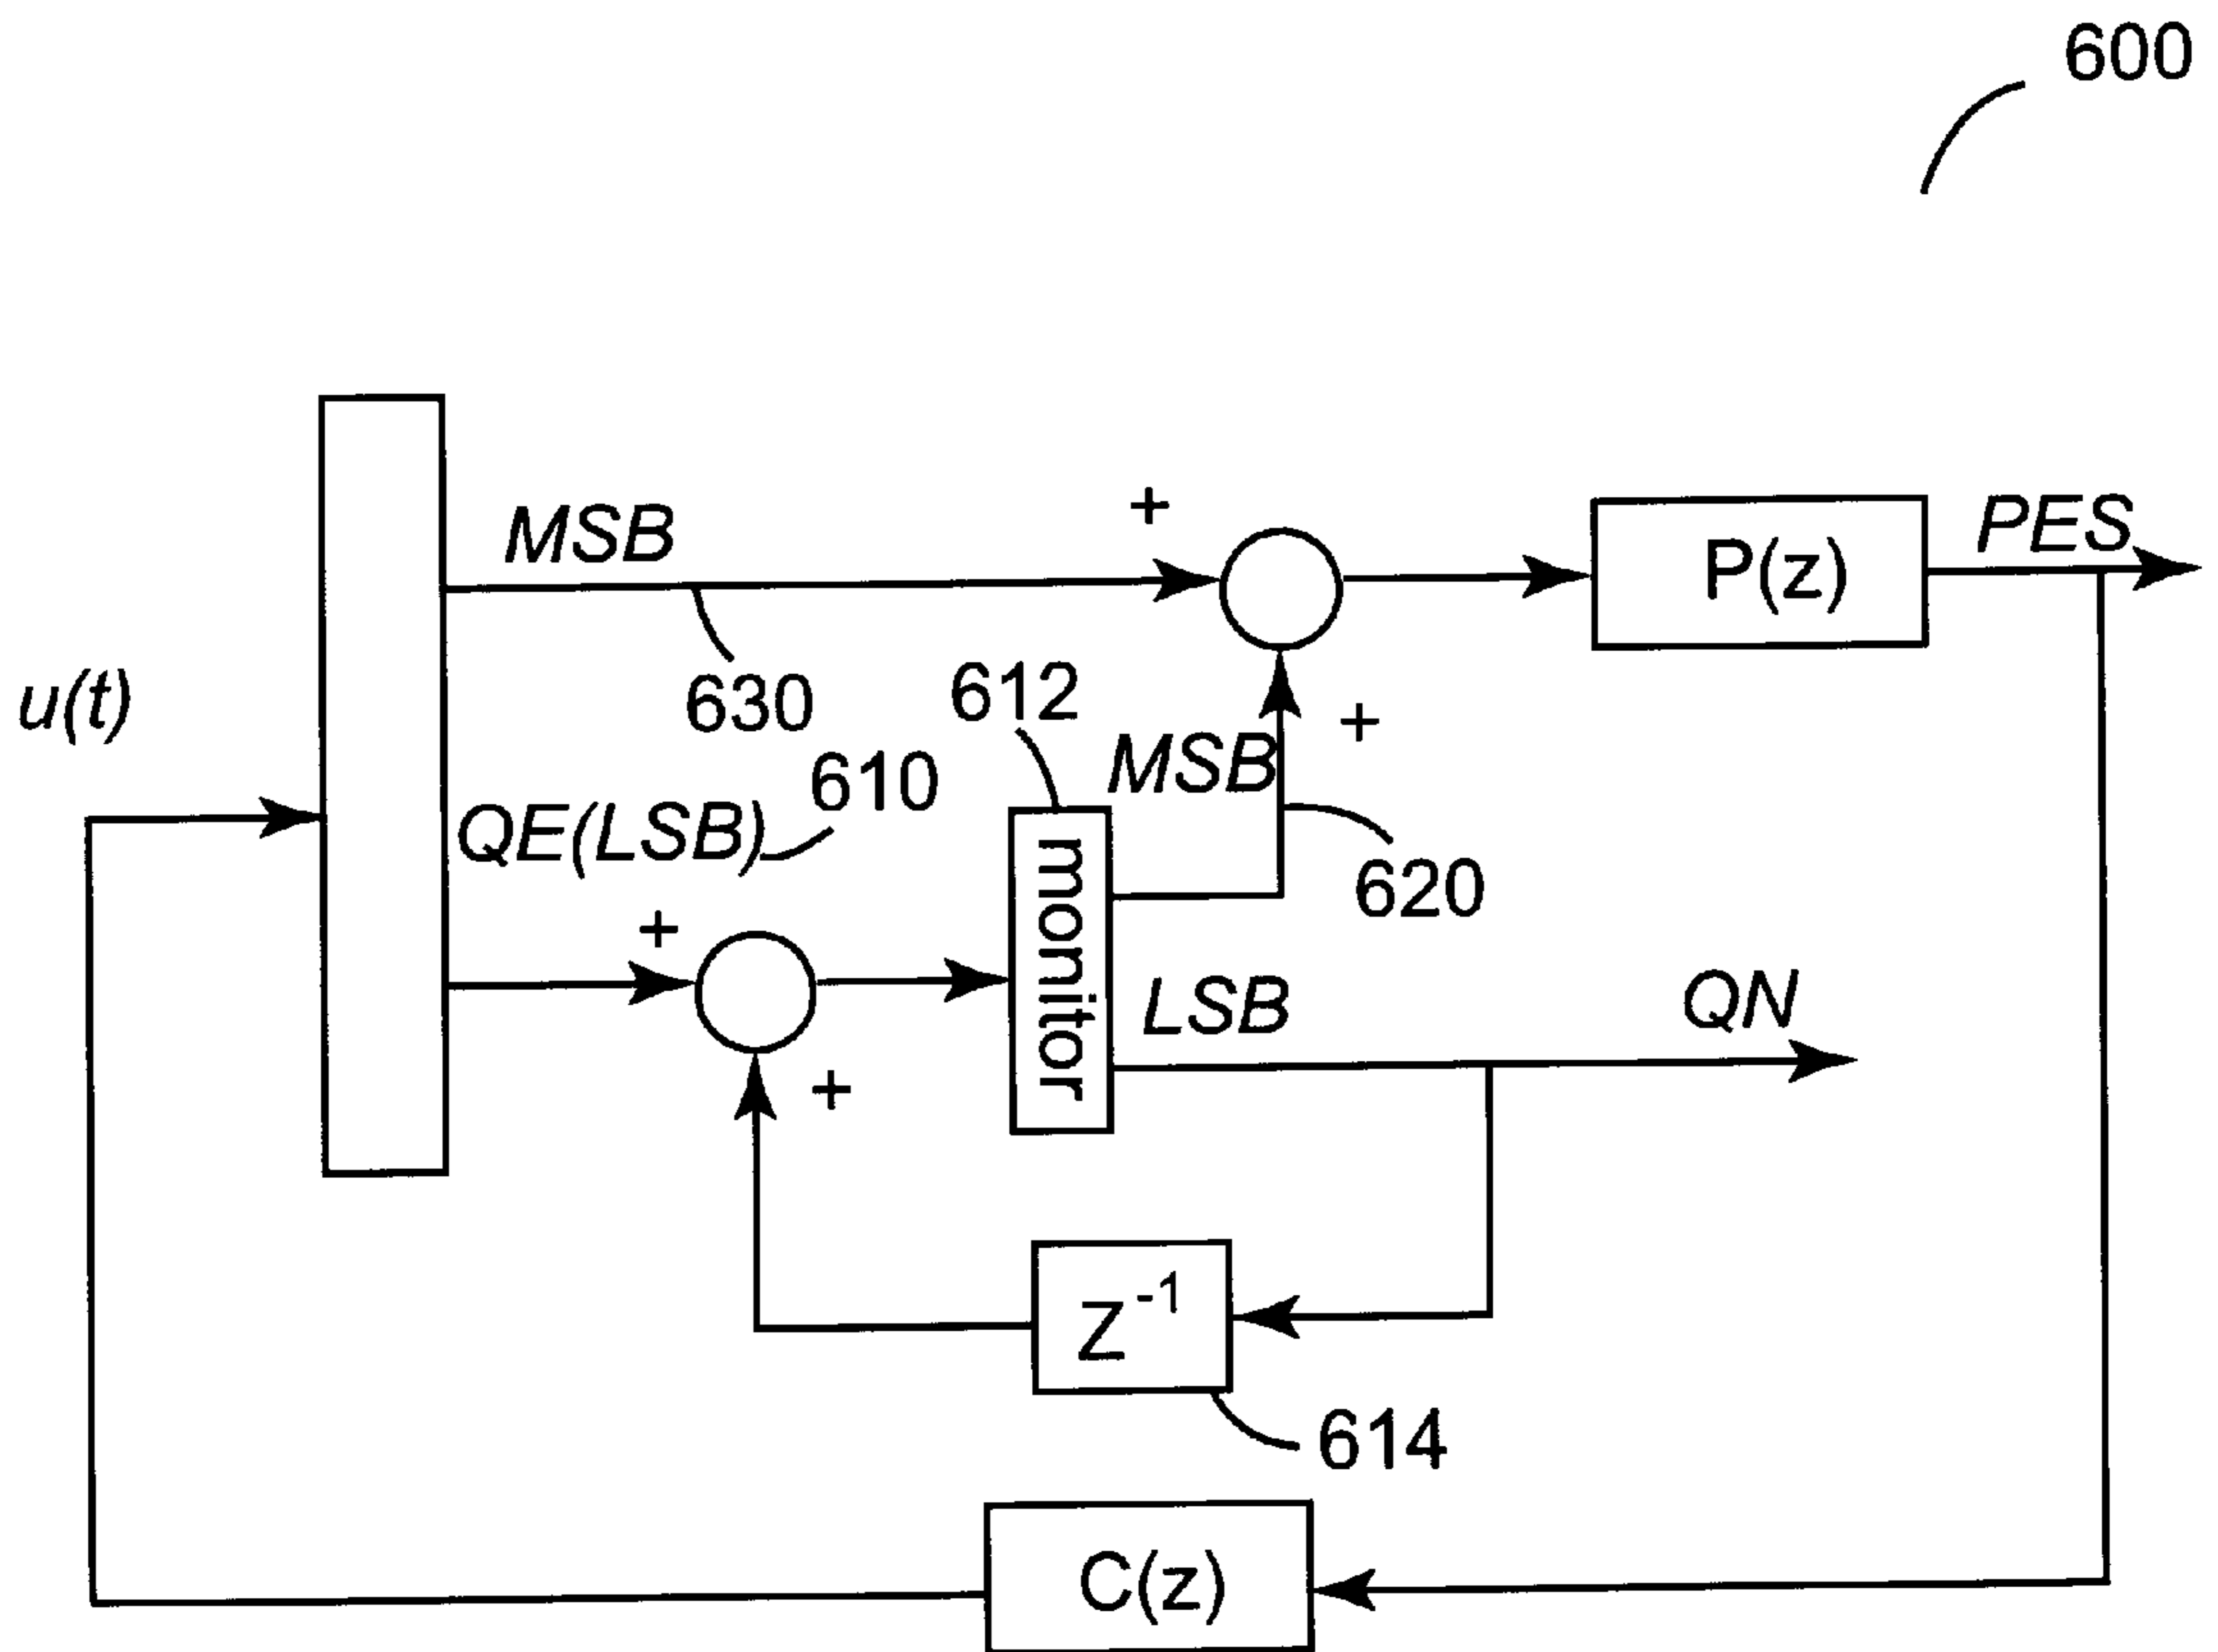 600
MSB
+
P(z)
PES
630
612
u(t)
+
MSB
610
QE(LSB)
620
monitor
+
LSB
QN
+
Z⁻¹
614
C(z)